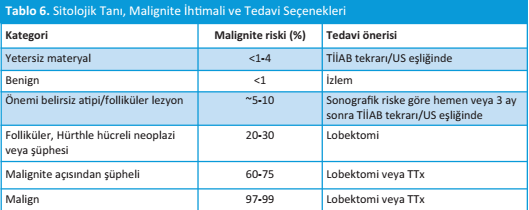 Tablo 6. Sitolojik Tanı, Malignite İhtimali ve Tedavi Seçenekleri
Kategori Malignite riski (%) Tedavi önerisi
Yetersiz materyal <1-4 TİİAB tekrarı/US eşliğinde
Benign <1 İzlem
Önemi belirsiz atipi/folliküler lezyon ~5-10 Sonografik riske göre hemen veya 3 ay
sonra TİİAB tekrarı/US eşliğinde
Folliküler, Hürthle hücreli neoplazi 20-30 Lobektomi
veya şüphesi
Malignite açısından şüpheli 60-75 Lobektomi veya TTx
Malign 97-99 Lobektomi veya TTx